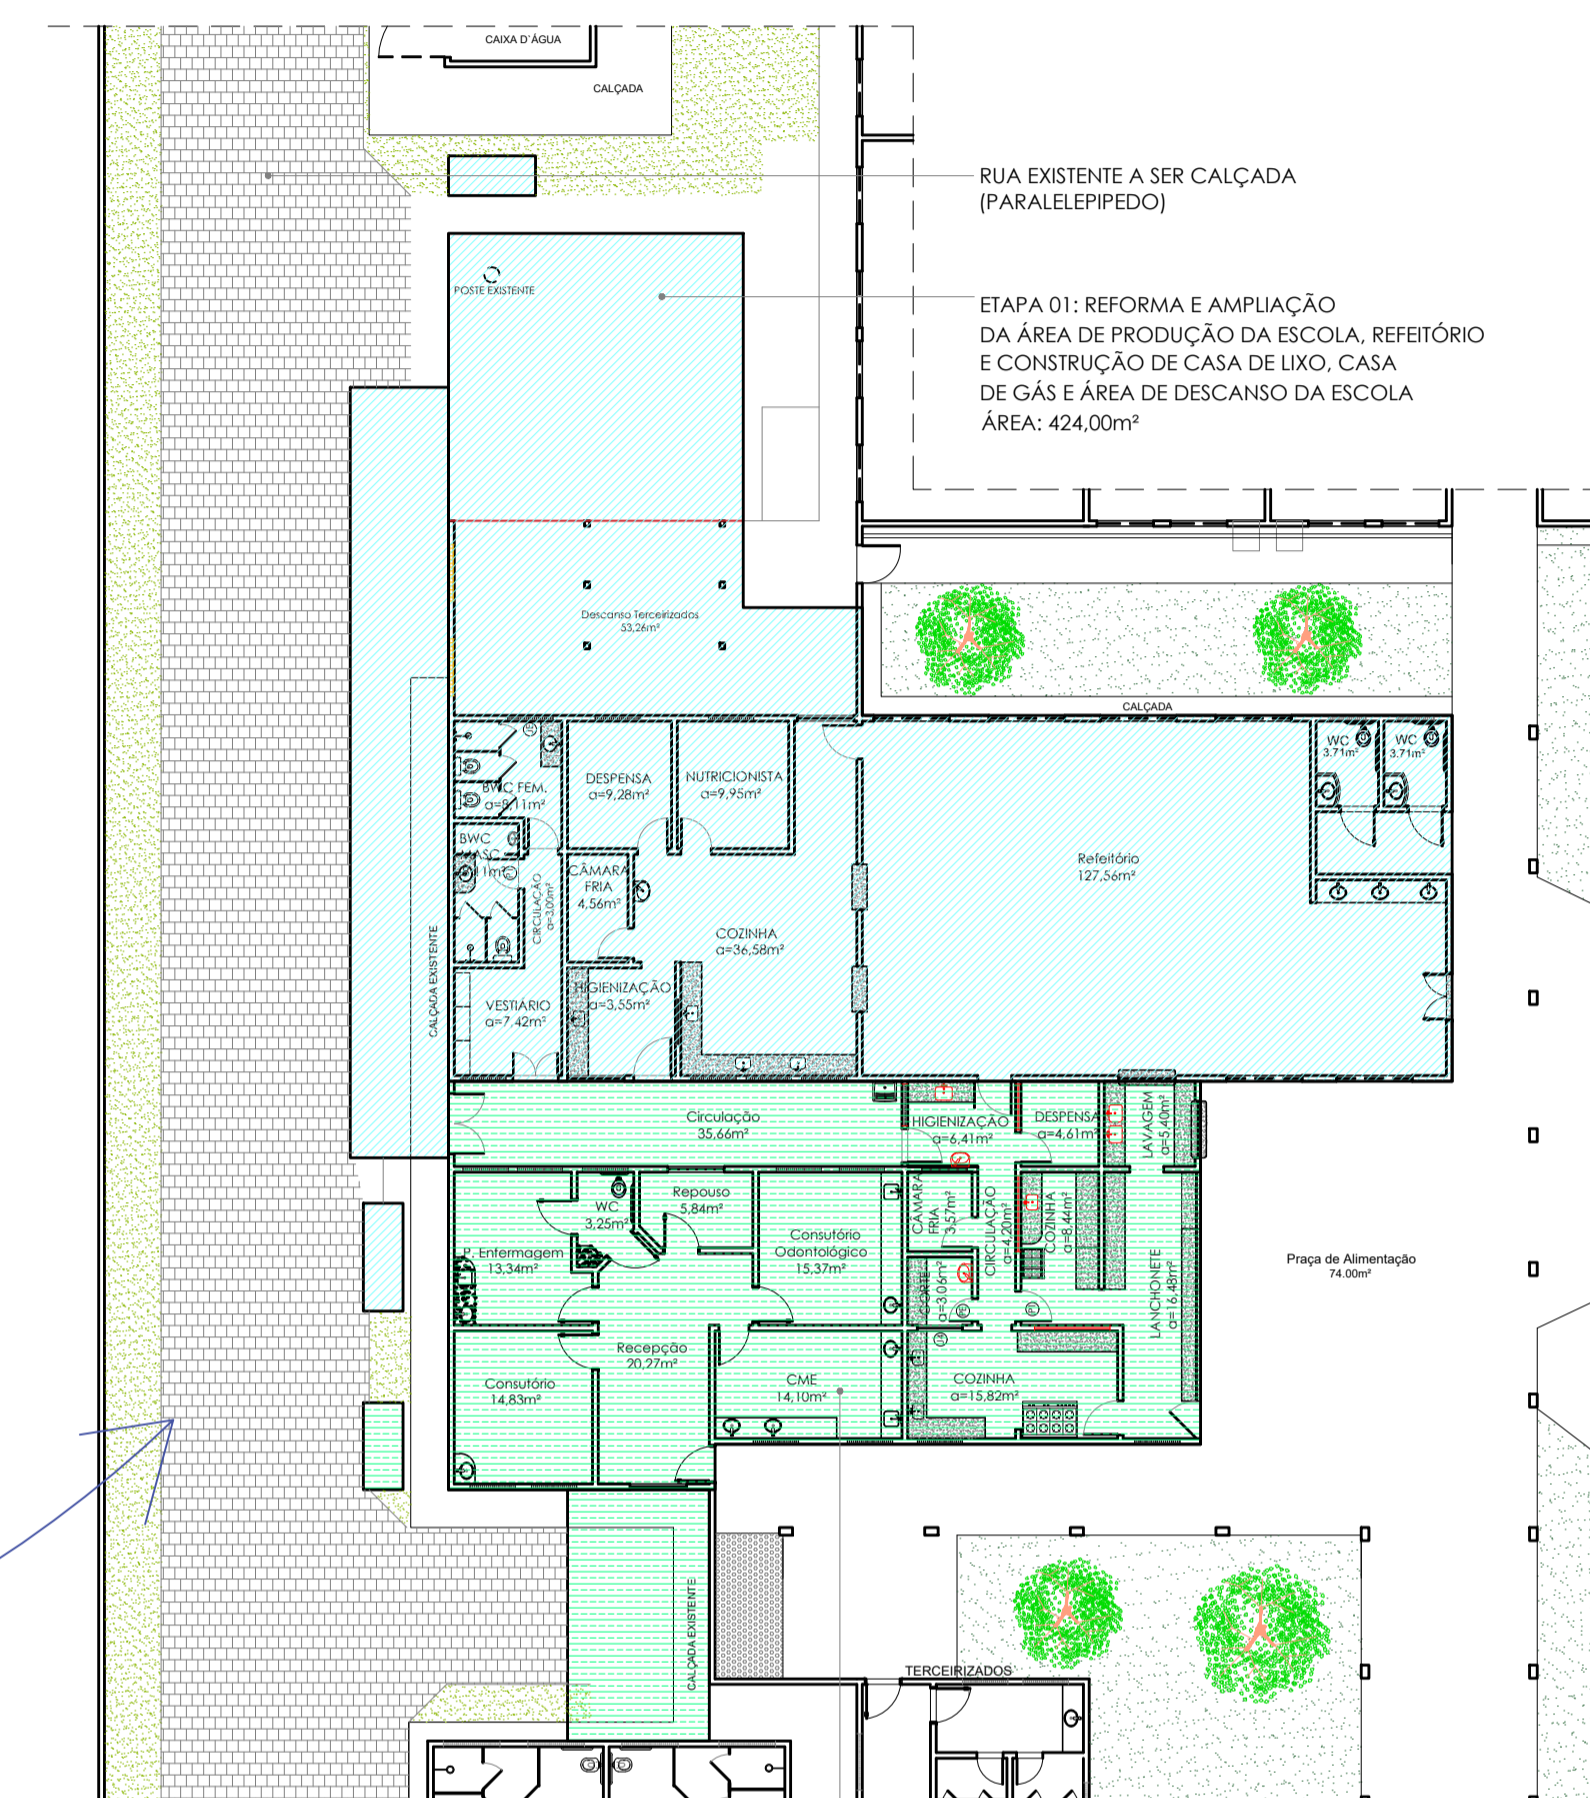 CAIXA D`ÁGUA
CALÇADA
RUA EXISTENTE A SER CALÇADA
(PARALELEPIPEDO)
POSTE EXISTENTE
ETAPA 01: REFORMA E AMPLIAÇÃO
DA ÁREA DE PRODUÇÃO DA ESCOLA, REFEITÓRIO
E CONSTRUÇÃO DE CASA DE LIXO, CASA
DE GÁS E ÁREA DE DESCANSO DA ESCOLA
ÁREA: 424,00m²
Descanso Terceirizados
53,26m²
CALÇADA
WC
3.71m²
WC
3.71m²
BWC FEM.
a=8,11m²
DESPENSA
a=9,28m²
NUTRICIONISTA
a=9,95m²
BWC
CÂMARA
FRIA
4,56m²
CIRCULAÇÃO
a=3,00m²
Refeitório
127,56m²
COZINHA
a=36,58m²
CALÇADA EXISTENTE
VESTIÁRIO
a=7,42m²
HIGIENIZAÇÃO
a=3,55m²
Circulação
35,66m²
HIGIENIZAÇÃO
a=6,41m²
DESPENSA
a=4,61m²
LAVAGEM
a=5,40m²
WC
3,25m²
Repouso
5,84m²
P. Enfermagem
13,34m²
Consutório
Odontológico
15,37m²
CÂMARA
FRIA
3,57m²
CIRCULAÇÃO
a=4,20m²
COZINHA
a=8,44m²
CORTE
a=3,06m²
LANCHONETE
a=16,48m²
Praça de Alimentação
74.00m²
Recepção
20,27m²
Consutório
14,83m²
CME
14,10m²
COZINHA
a=15,82m²
CALÇADA EXISTENTE
TERCEIRIZADOS